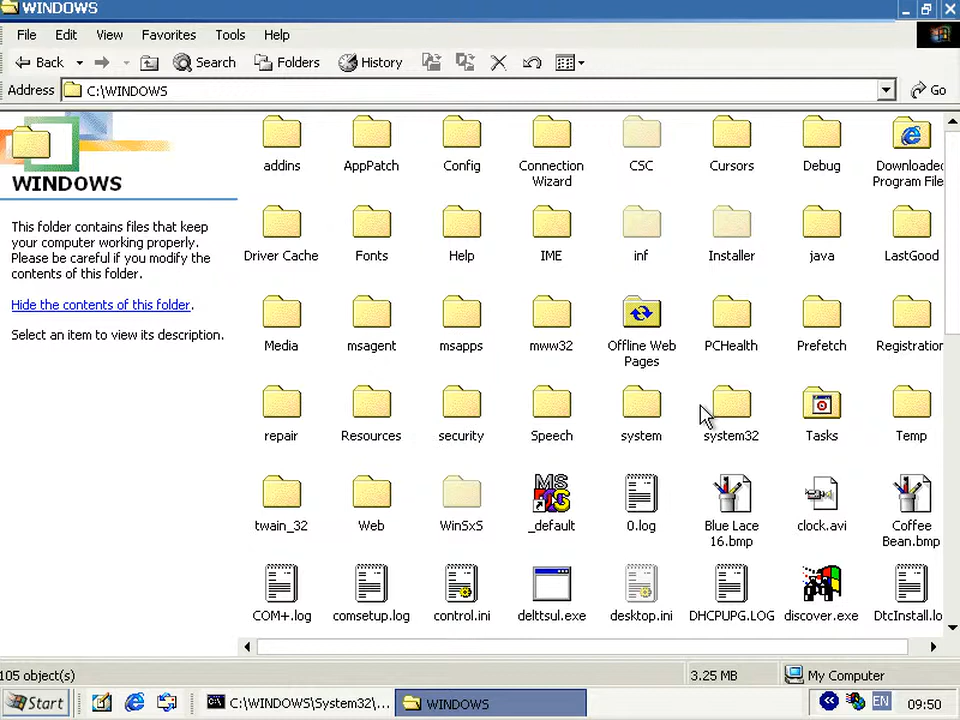 WINDOWS
File Edit View Favorites Tools Help
Back Search Folders History
Address C:\WINDOWS Go
WINDOWS
This folder contains files that keep
your computer working properly.
Please be careful if you modify the
contents of this folder.
Hide the contents of this folder.
Select an item to view its description.
addins AppPatch Config Connection Wizard CSC Cursors Debug Downloaded Program File
Driver Cache Fonts Help IME inf Installer java LastGood
Media msagent msapps mww32 Offline Web Pages PCHealth Prefetch Registration
repair Resources security Speech system system32 Tasks Temp
twain_32 Web WinSxS _default 0.log Blue Lace 16.bmp clock.avi Coffee Bean.bmp
COM+.log comsetup.log control.ini delttsul.exe desktop.ini DHCPUPG.LOG discover.exe DtcInstall.lo
105 object(s) 3.25 MB My Computer
Start C:\WINDOWS\System32\... WINDOWS EN 09:50